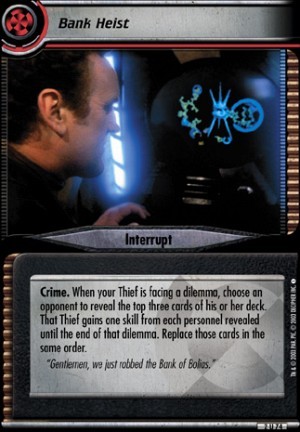 Bank Heist
Interrupt
Crime. When your Thief is facing a dilemma, choose an
opponent to reveal the top three cards of his or her deck.
That Thief gains one skill from each personnel revealed
until the end of that dilemma. Replace those cards in the
same order.
"Gentlemen, we just robbed the Bank of Bolias."